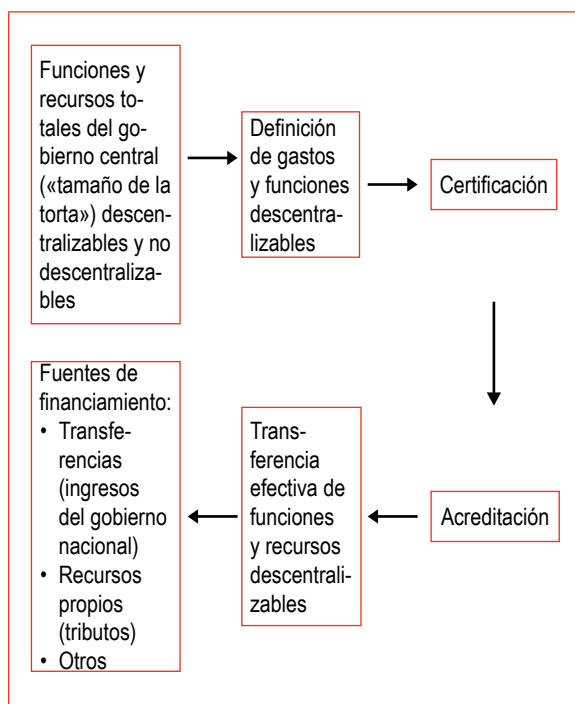 Funciones y
recursos to-
tales del go-
bierno central
(«tamaño de la
torta») descen-
tralizables y no
descentraliza-
bles
Definición
de gastos
y funciones
descentra-
lizables
Certificación
Acreditación
Trans-
ferencia
efectiva de
funciones
y recursos
descentrali-
zables
Fuentes de
financiamiento:
• Transfe-
rencias
(ingresos
del gobierno
nacional)
• Recursos
propios
(tributos)
• Otros